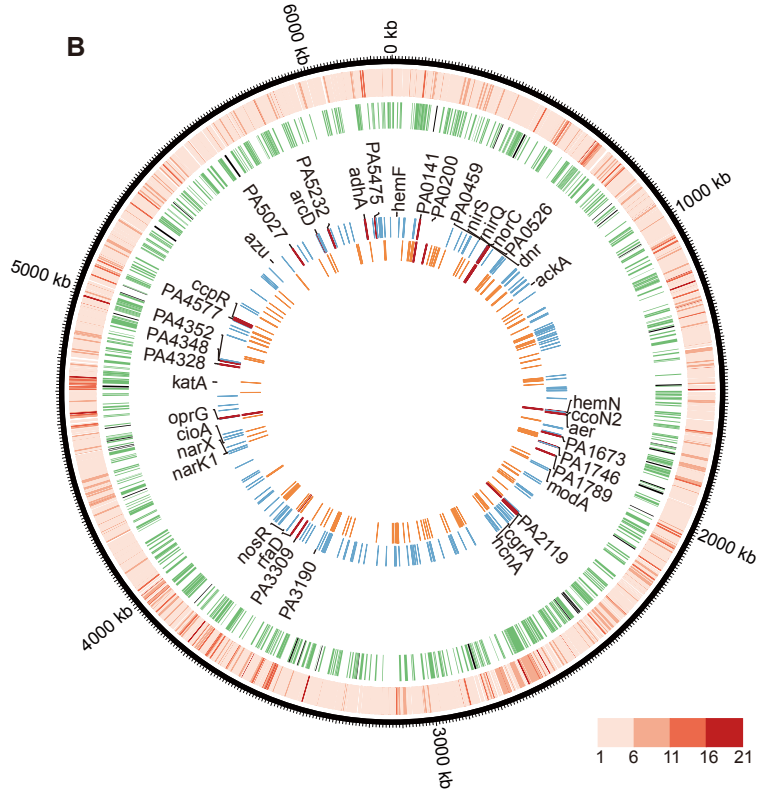 B
0 kb
1000 kb
2000 kb
3000 kb
4000 kb
5000 kb
6000 kb
hemF
PA0141
PA0200
PA0459
nirS
nirQ
norC
PA0526
dnr
ackA
hemN
ccoN2
aer
PA1673
PA1746
PA1789
modA
PA2119
cgrA
hcnA
PA3190
PA3309
rlaD
nosR
narK1
narX
cioA
oprG
katA
PA4328
PA4348
PA4352
PA4577
ccpR
azu
PA5027
arcD
PA5232
adhA
PA5475
1 6 11 16 21